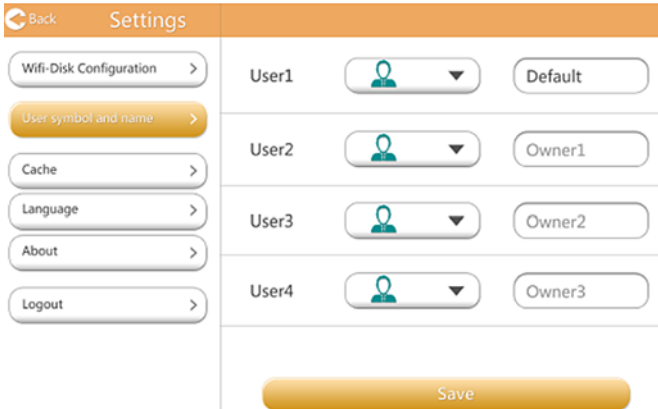 Back Settings
Wifi-Disk Configuration
User symbol and name
Cache
Language
About
Logout
User1 Default
User2 Owner1
User3 Owner2
User4 Owner3
Save